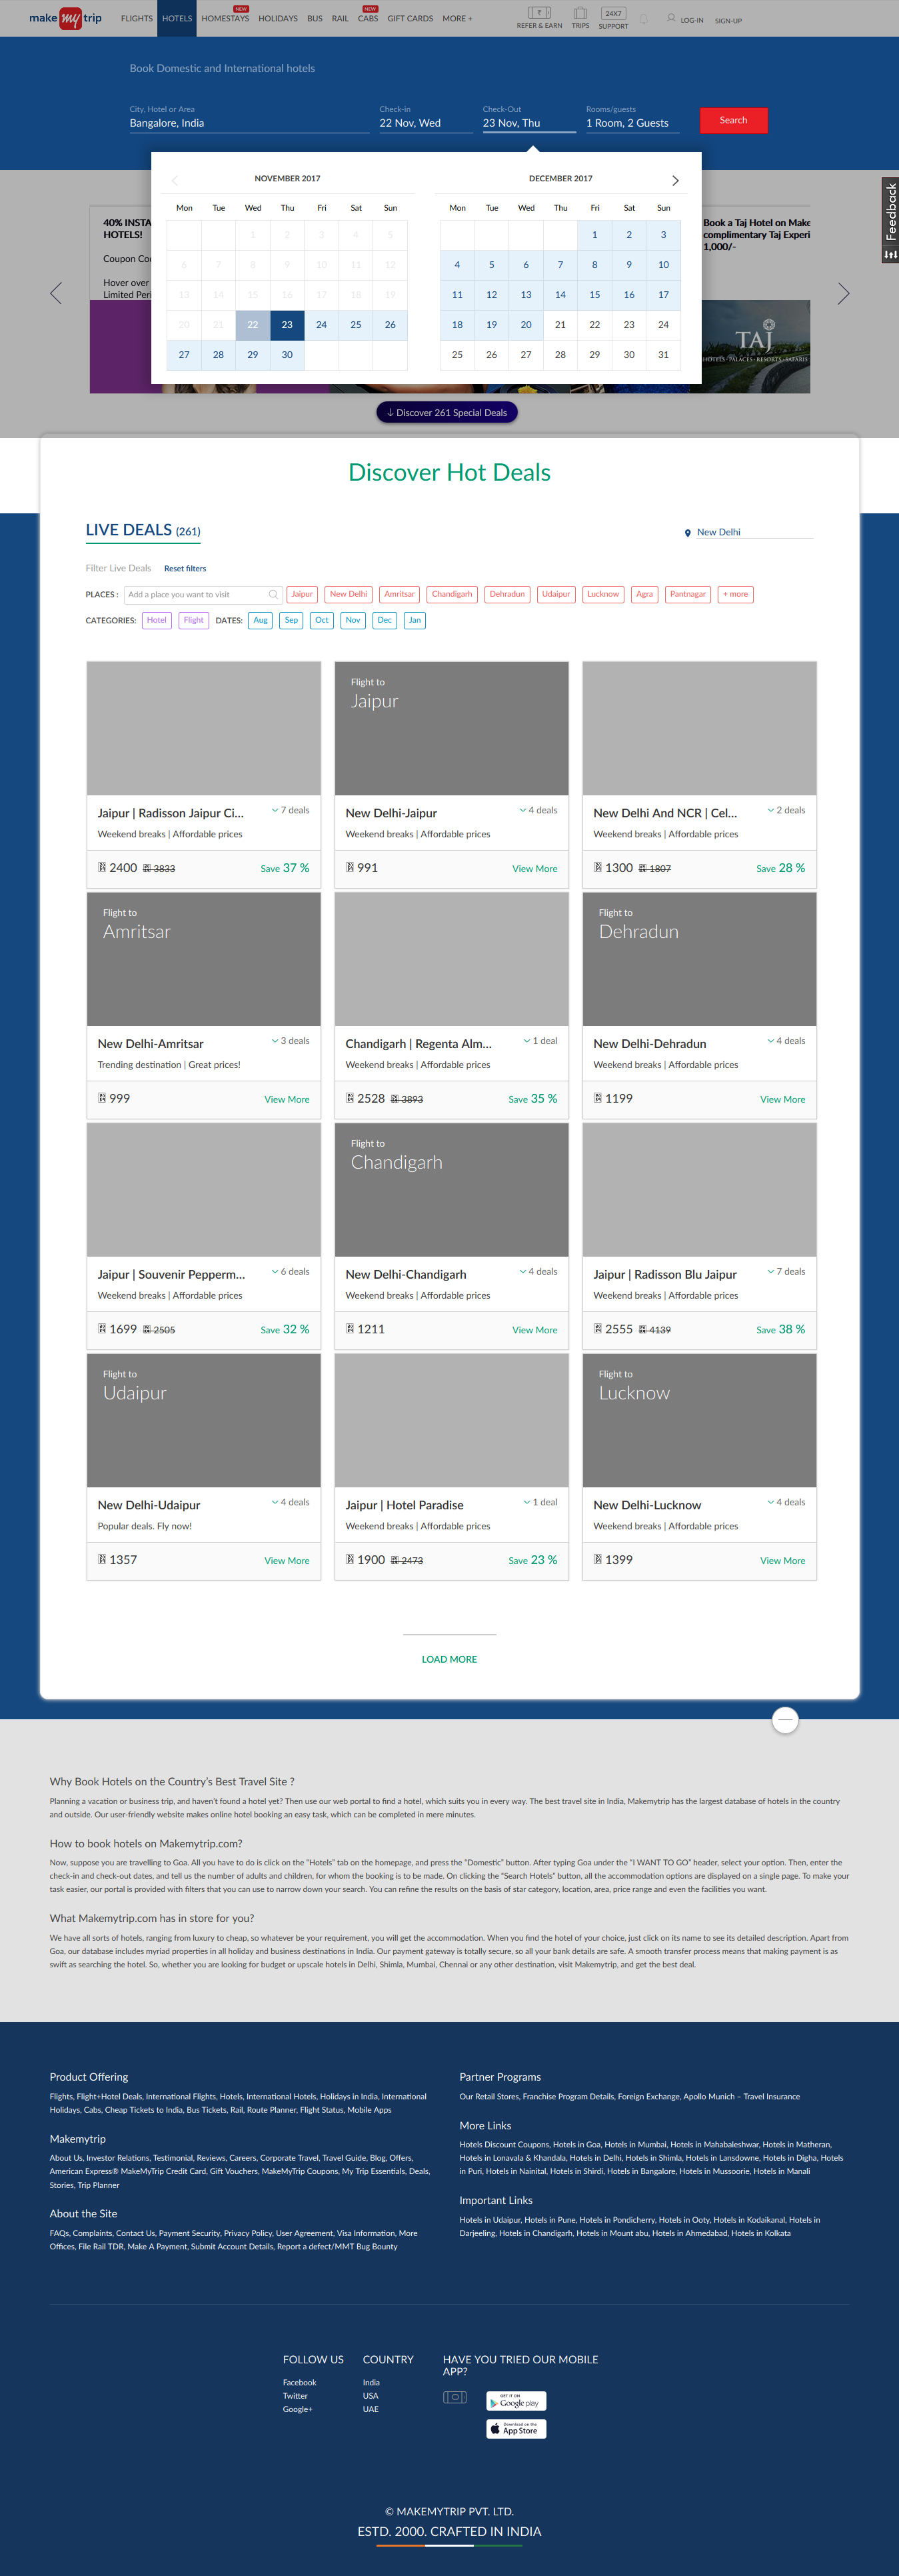 make my trip
FLIGHTS HOTELS HOMESTAYS HOLIDAYS BUS RAIL CABS GIFT CARDS MORE +
NEW NEW
REFER & EARN TRIPS 24X7 SUPPORT LOG-IN SIGN-UP
Book Domestic and International hotels
City, Hotel or Area Check-in Check-Out Rooms/guests
Bangalore, India 22 Nov, Wed 23 Nov, Thu 1 Room, 2 Guests Search
Feedback
NOVEMBER 2017
Mon Tue Wed Thu Fri Sat Sun
1 2 3 4 5
6 7 8 9 10 11 12
13 14 15 16 17 18 19
20 21 22 23 24 25 26
27 28 29 30
DECEMBER 2017
Mon Tue Wed Thu Fri Sat Sun
1 2 3
4 5 6 7 8 9 10
11 12 13 14 15 16 17
18 19 20 21 22 23 24
25 26 27 28 29 30 31
40% INSTA
HOTELS!
Coupon Co
Hover over
Limited Peri
Book a Taj Hotel on Make
complimentary Taj Experi
1,000/-
TAJ
HOTELS · PALACES · RESORTS · SAFARIS
Discover 261 Special Deals
Discover Hot Deals
LIVE DEALS (261) New Delhi
Filter Live Deals Reset filters
PLACES : Add a place you want to visit Jaipur New Delhi Amritsar Chandigarh Dehradun Udaipur Lucknow Agra Pantnagar + more
CATEGORIES: Hotel Flight DATES: Aug Sep Oct Nov Dec Jan
Jaipur | Radisson Jaipur Ci... 7 deals
Weekend breaks | Affordable prices
2400 3833 Save 37 %
Flight to
Jaipur
New Delhi-Jaipur 4 deals
Weekend breaks | Affordable prices
991 View More
New Delhi And NCR | Cel... 2 deals
Weekend breaks | Affordable prices
1300 1807 Save 28 %
Flight to
Amritsar
New Delhi-Amritsar 3 deals
Trending destination | Great prices!
999 View More
Chandigarh | Regenta Alm... 1 deal
Weekend breaks | Affordable prices
2528 3893 Save 35 %
Flight to
Dehradun
New Delhi-Dehradun 4 deals
Weekend breaks | Affordable prices
1199 View More
Jaipur | Souvenir Pepperm... 6 deals
Weekend breaks | Affordable prices
1699 2505 Save 32 %
Flight to
Chandigarh
New Delhi-Chandigarh 4 deals
Weekend breaks | Affordable prices
1211 View More
Jaipur | Radisson Blu Jaipur 7 deals
Weekend breaks | Affordable prices
2555 4139 Save 38 %
Flight to
Udaipur
New Delhi-Udaipur 4 deals
Popular deals. Fly now!
1357 View More
Jaipur | Hotel Paradise 1 deal
Weekend breaks | Affordable prices
1900 2473 Save 23 %
Flight to
Lucknow
New Delhi-Lucknow 4 deals
Weekend breaks | Affordable prices
1399 View More
LOAD MORE
Why Book Hotels on the Country's Best Travel Site ?
Planning a vacation or business trip, and haven't found a hotel yet? Then use our web portal to find a hotel, which suits you in every way. The best travel site in India, Makemytrip has the largest database of hotels in the country
and outside. Our user-friendly website makes online hotel booking an easy task, which can be completed in mere minutes.
How to book hotels on Makemytrip.com?
Now, suppose you are travelling to Goa. All you have to do is click on the "Hotels" tab on the homepage, and press the "Domestic" button. After typing Goa under the "I WANT TO GO" header, select your option. Then, enter the
check-in and check-out dates, and tell us the number of adults and children, for whom the booking is to be made. On clicking the "Search Hotels" button, all the accommodation options are displayed on a single page. To make your
task easier, our portal is provided with filters that you can use to narrow down your search. You can refine the results on the basis of star category, location, area, price range and even the facilities you want.
What Makemytrip.com has in store for you?
We have all sorts of hotels, ranging from luxury to cheap, so whatever be your requirement, you will get the accommodation. When you find the hotel of your choice, just click on its name to see its detailed description. Apart from
Goa, our database includes myriad properties in all holiday and business destinations in India. Our payment gateway is totally secure, so all your bank details are safe. A smooth transfer process means that making payment is as
swift as searching the hotel. So, whether you are looking for budget or upscale hotels in Delhi, Shimla, Mumbai, Chennai or any other destination, visit Makemytrip, and get the best deal.
Product Offering
Flights, Flight+Hotel Deals, International Flights, Hotels, International Hotels, Holidays in India, International
Holidays, Cabs, Cheap Tickets to India, Bus Tickets, Rail, Route Planner, Flight Status, Mobile Apps
Makemytrip
About Us, Investor Relations, Testimonial, Reviews, Careers, Corporate Travel, Travel Guide, Blog, Offers,
American Express® MakeMyTrip Credit Card, Gift Vouchers, MakeMyTrip Coupons, My Trip Essentials, Deals,
Stories, Trip Planner
About the Site
FAQs, Complaints, Contact Us, Payment Security, Privacy Policy, User Agreement, Visa Information, More
Offices, File Rail TDR, Make A Payment, Submit Account Details, Report a defect/MMT Bug Bounty
Partner Programs
Our Retail Stores, Franchise Program Details, Foreign Exchange, Apollo Munich – Travel Insurance
More Links
Hotels Discount Coupons, Hotels in Goa, Hotels in Mumbai, Hotels in Mahabaleshwar, Hotels in Matheran,
Hotels in Lonavala & Khandala, Hotels in Delhi, Hotels in Shimla, Hotels in Lansdowne, Hotels in Digha, Hotels
in Puri, Hotels in Nainital, Hotels in Shirdi, Hotels in Bangalore, Hotels in Mussoorie, Hotels in Manali
Important Links
Hotels in Udaipur, Hotels in Pune, Hotels in Pondicherry, Hotels in Ooty, Hotels in Kodaikanal, Hotels in
Darjeeling, Hotels in Chandigarh, Hotels in Mount abu, Hotels in Ahmedabad, Hotels in Kolkata
FOLLOW US
Facebook
Twitter
Google+
COUNTRY
India
USA
UAE
HAVE YOU TRIED OUR MOBILE
APP?
GET IT ON
Google play
Download on the
App Store
© MAKEMYTRIP PVT. LTD.
ESTD. 2000. CRAFTED IN INDIA